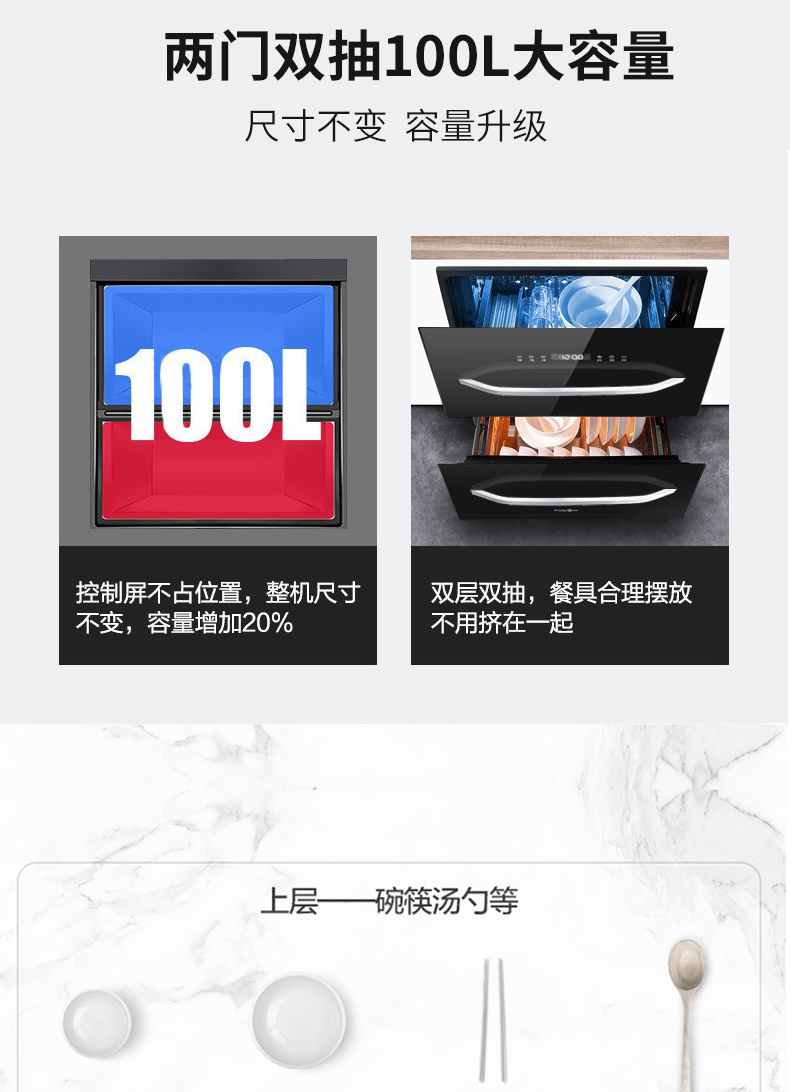 两门双抽100L大容量
尺寸不变 容量升级
100L
控制屏不占位置，整机尺寸
不变，容量增加20%
双层双抽，餐具合理摆放
不用挤在一起
上层——碗筷汤勺等